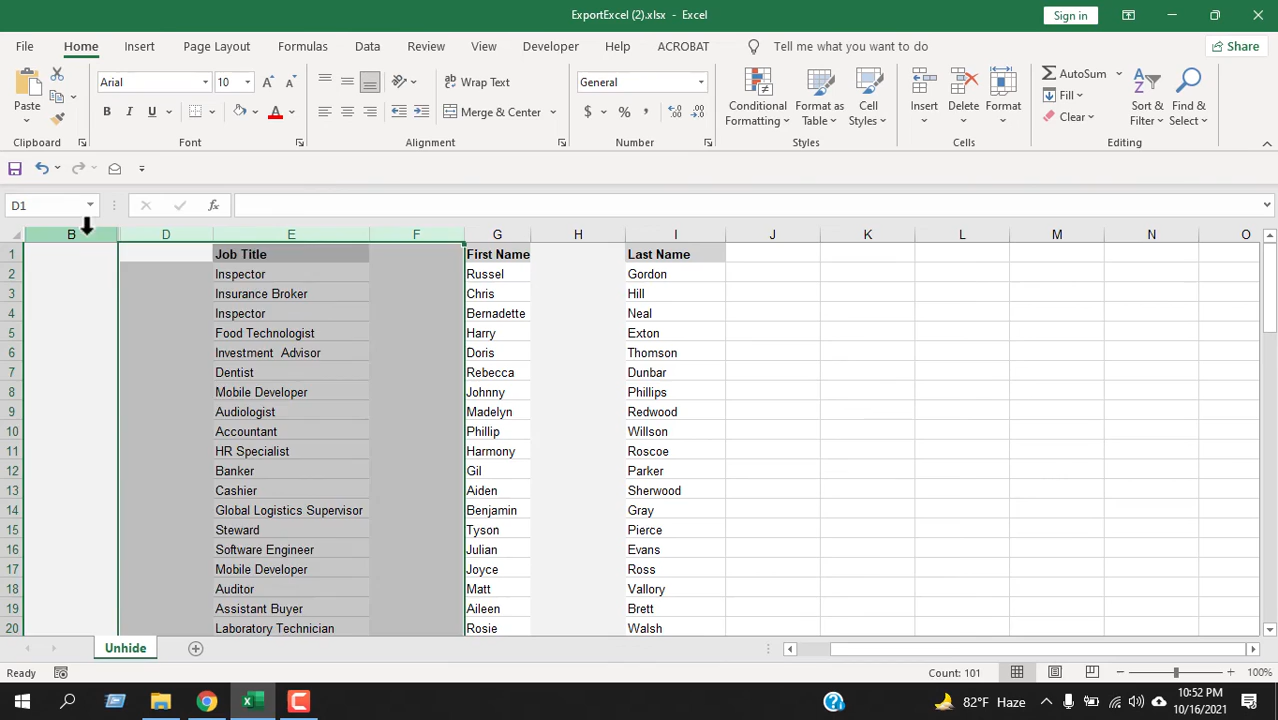 ExportExcel (2).xlsx - Excel
Sign in
File Home Insert Page Layout Formulas Data Review View Developer Help ACROBAT Tell me what you want to do Share
Paste
Arial 10
B I U
Wrap Text
Merge & Center
General
$ % ,
Conditional Formatting
Format as Table
Cell Styles
Insert
Delete
Format
AutoSum
Fill
Clear
Sort & Filter
Find & Select
Clipboard Font Alignment Number Styles Cells Editing
D1
fx
B D E F G H I J K L M N O
1 Job Title First Name Last Name
2 Inspector Russel Gordon
3 Insurance Broker Chris Hill
4 Inspector Bernadette Neal
5 Food Technologist Harry Exton
6 Investment  Advisor Doris Thomson
7 Dentist Rebecca Dunbar
8 Mobile Developer Johnny Phillips
9 Audiologist Madelyn Redwood
10 Accountant Phillip Willson
11 HR Specialist Harmony Roscoe
12 Banker Gil Parker
13 Cashier Aiden Sherwood
14 Global Logistics Supervisor Benjamin Gray
15 Steward Tyson Pierce
16 Software Engineer Julian Evans
17 Mobile Developer Joyce Ross
18 Auditor Matt Vallory
19 Assistant Buyer Aileen Brett
20 Laboratory Technician Rosie Walsh
Unhide
Ready
Count: 101
100%
82°F Haze
10:52 PM
10/16/2021